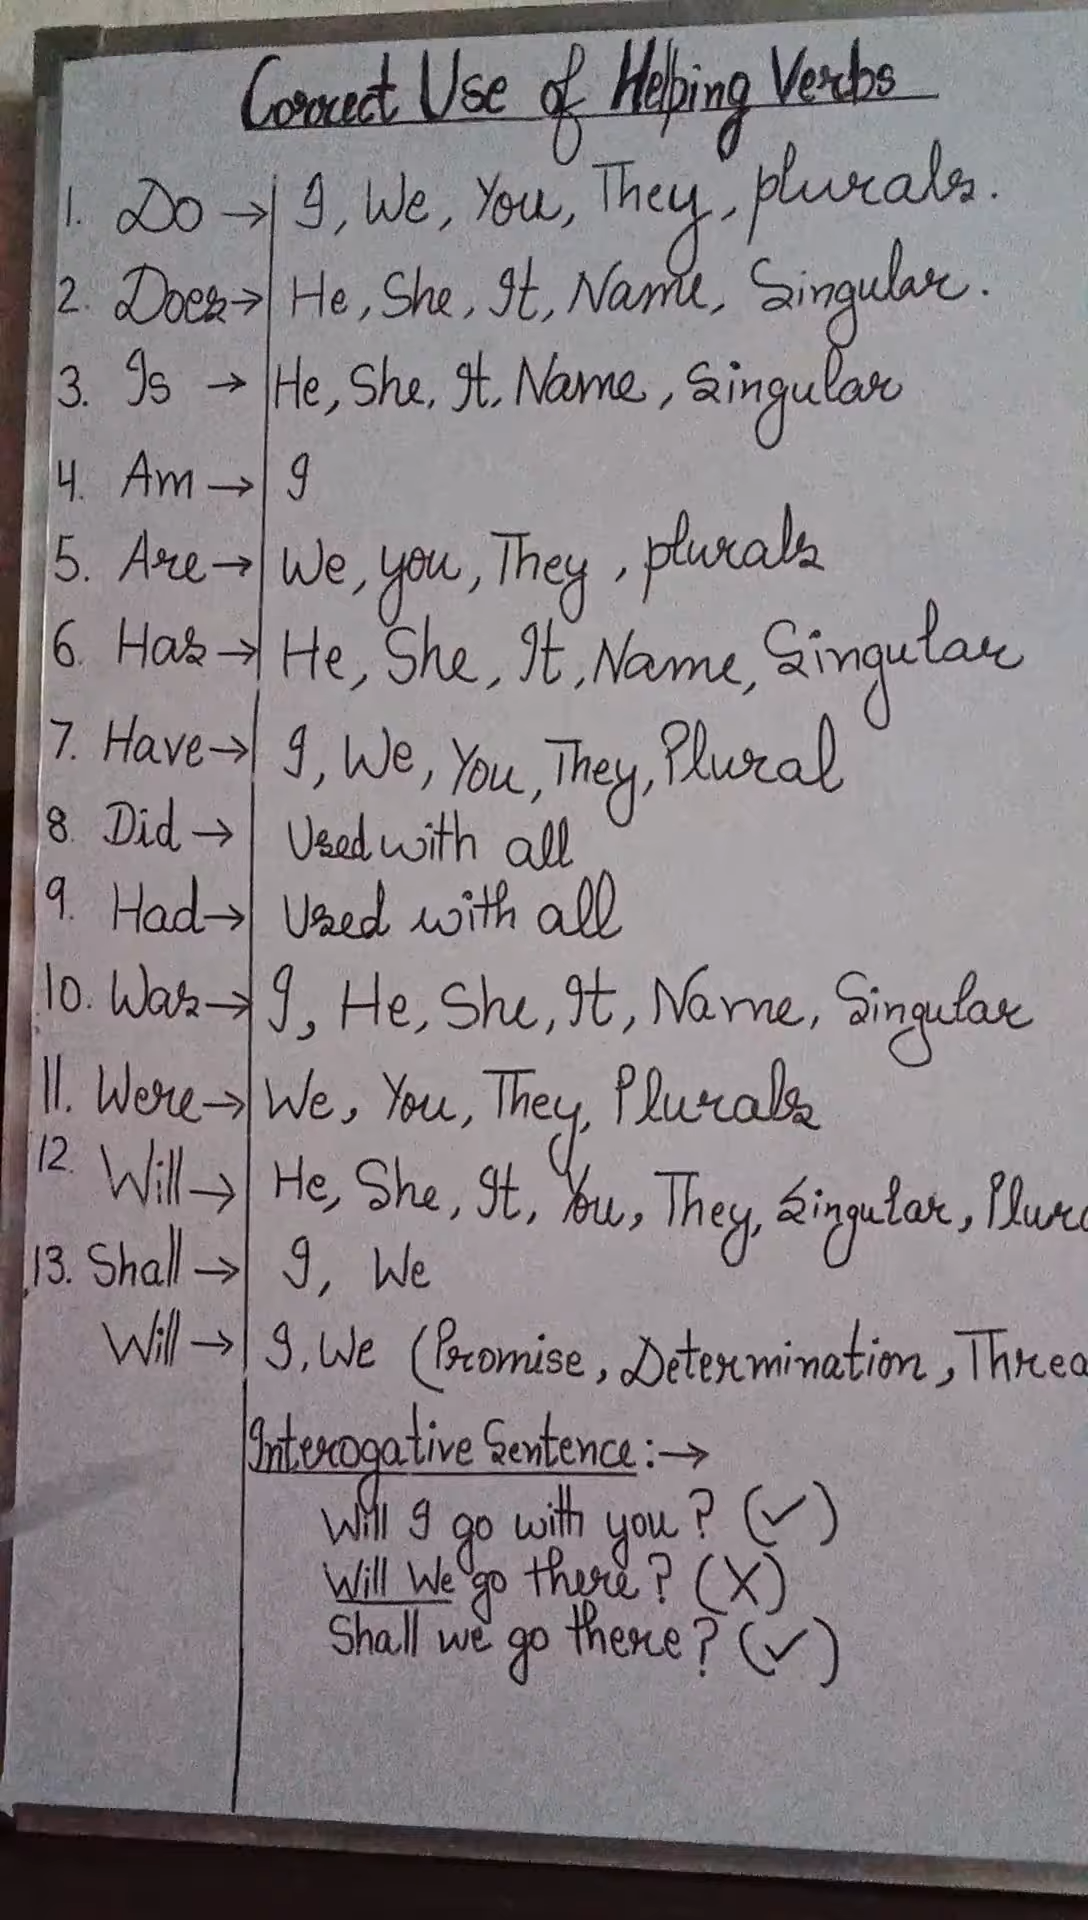 Correct Use of Helping Verbs
1. Do → I, We, You, They, plurals.
2. Does → He, She, It, Name, Singular.
3. Is → He, She, It, Name, Singular
4. Am → I
5. Are → We, you, They, plurals
6. Has → He, She, It, Name, Singular
7. Have → I, We, You, They, Plural
8. Did → Used with all
9. Had → Used with all
10. Was → I, He, She, It, Name, Singular
11. Were → We, You, They, Plurals
12. Will → He, She, It, You, They, Singular, Plura
13. Shall → I, We
Will → I, We (Promise, Determination, Threa
Interogative Sentence :→
Will I go with you? (✓)
Will We go there? (X)
Shall we go there? (✓)